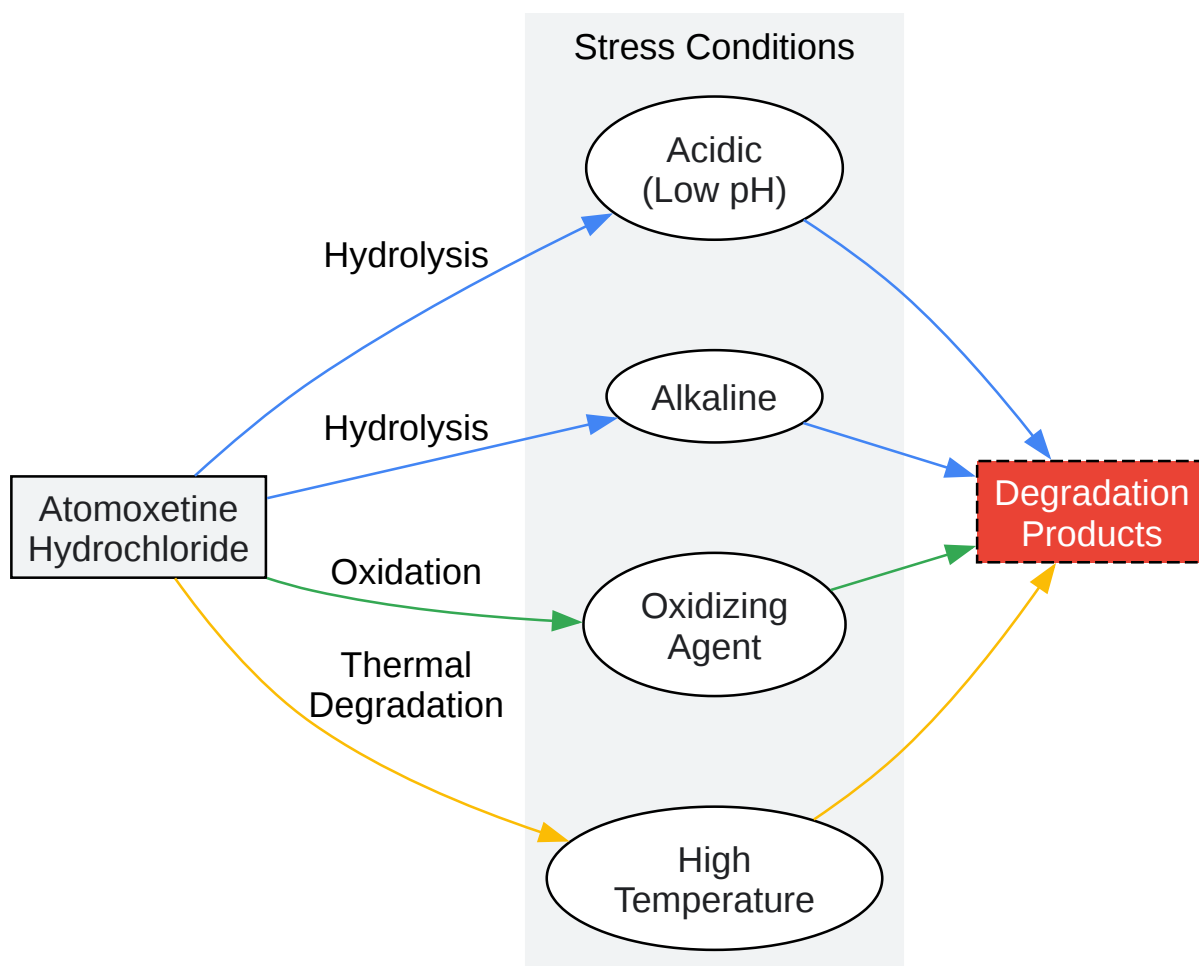 Stress Conditions
Acidic
(Low pH)
Hydrolysis
Alkaline
Hydrolysis
Atomoxetine
Hydrochloride
Degradation
Products
Oxidation
Oxidizing
Agent
Thermal
Degradation
High
Temperature